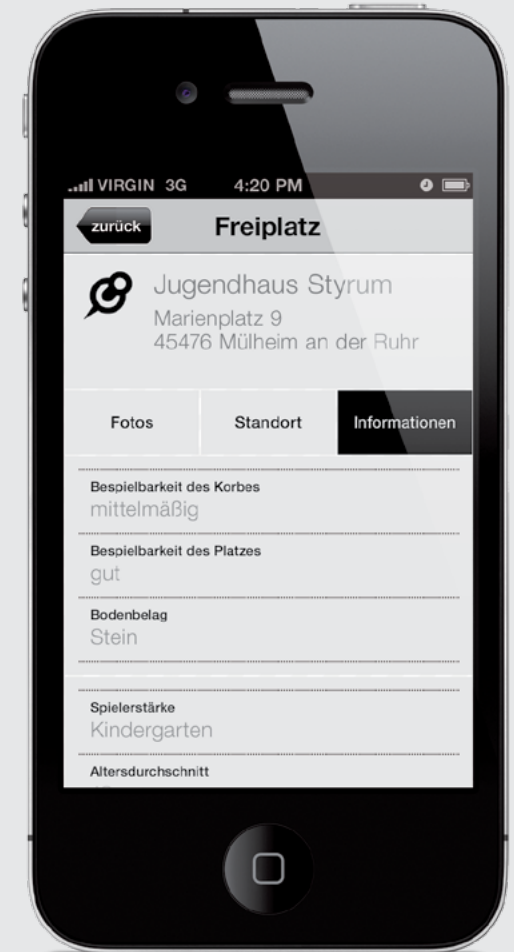 VIRGIN 3G 4:20 PM
zurück Freiplatz
Jugendhaus Styrum
Marienplatz 9
45476 Mülheim an der Ruhr
Fotos Standort Informationen
Bespielbarkeit des Korbes
mittelmäßig
Bespielbarkeit des Platzes
gut
Bodenbelag
Stein
Spielerstärke
Kindergarten
Altersdurchschnitt